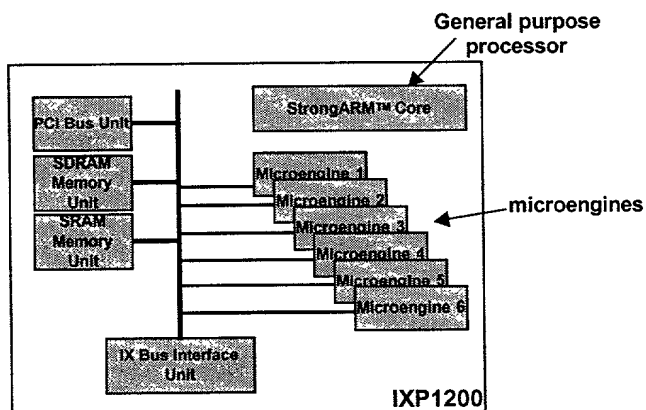 General purpose
processor
StrongARM™ Core
PCI Bus Unit
SDRAM
Memory
Unit
SRAM
Memory
Unit
Microengine 1
Microengine 2
Microengine 3
Microengine 4
Microengine 5
Microengine 6
microengines
IX Bus Interface
Unit
IXP1200